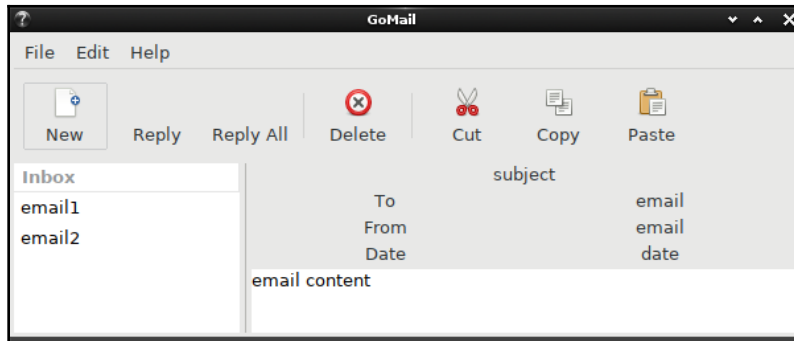 GoMail
File Edit Help
New Reply Reply All Delete Cut Copy Paste
Inbox
email1
email2
subject
To email
From email
Date date
email content